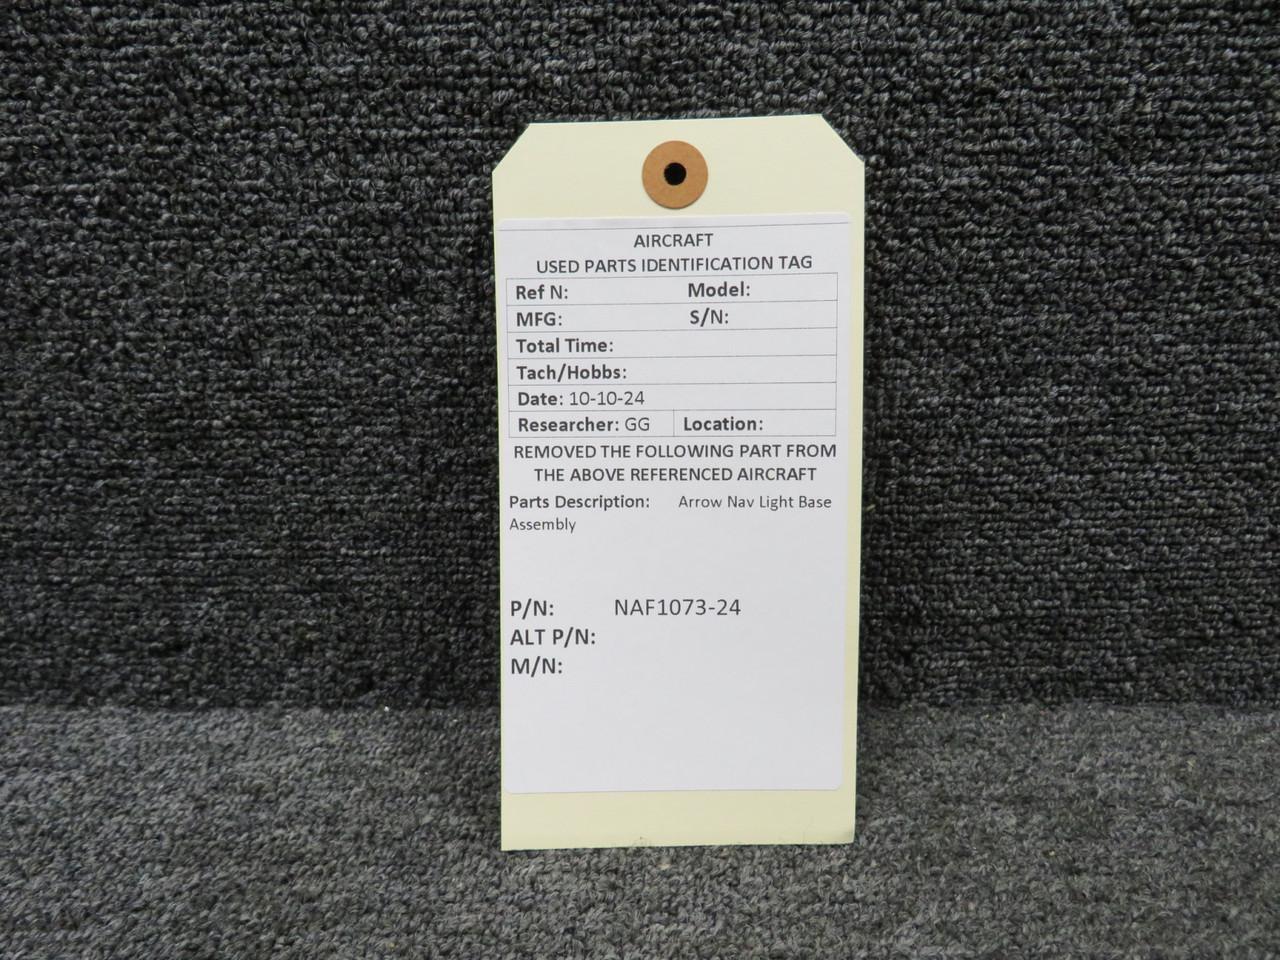 AIRCRAFT
USED PARTS IDENTIFICATION TAG
Ref N: Model:
MFG: S/N:
Total Time:
Tach/Hobbs:
Date: 10-10-24
Researcher: GG Location:
REMOVED THE FOLLOWING PART FROM
THE ABOVE REFERENCED AIRCRAFT
Parts Description: Arrow Nav Light Base
Assembly
P/N: NAF1073-24
ALT P/N:
M/N: